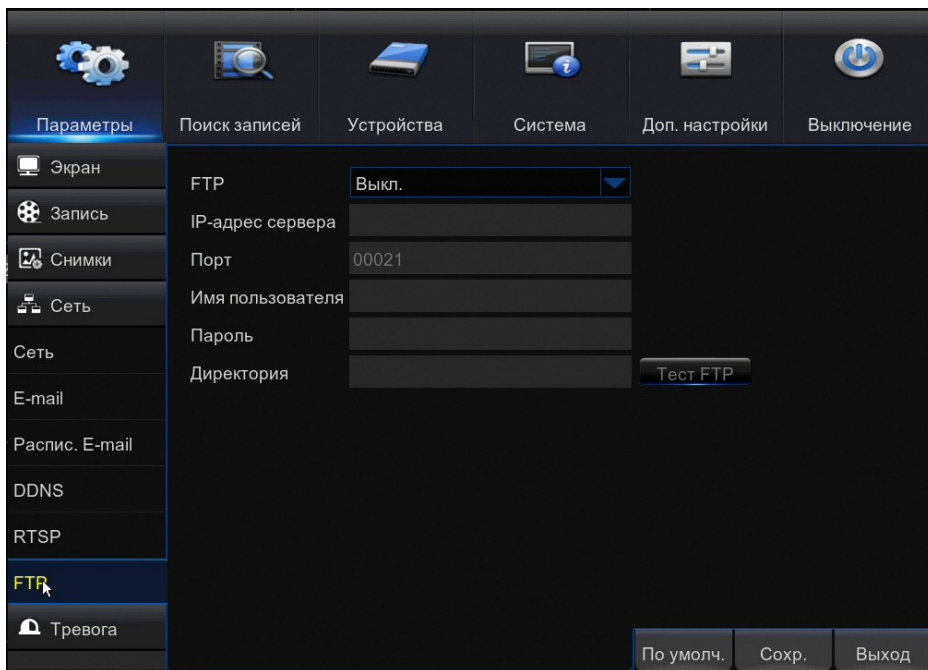 Параметры
Поиск записей
Устройства
Система
Доп. настройки
Выключение
Экран
Запись
Снимки
Сеть
Сеть
E-mail
Распис. E-mail
DDNS
RTSP
FTP
Тревога
FTP Выкл.
IP-адрес сервера
Порт 00021
Имя пользователя
Пароль
Директория Тест FTP
По умолч. Сохр. Выход